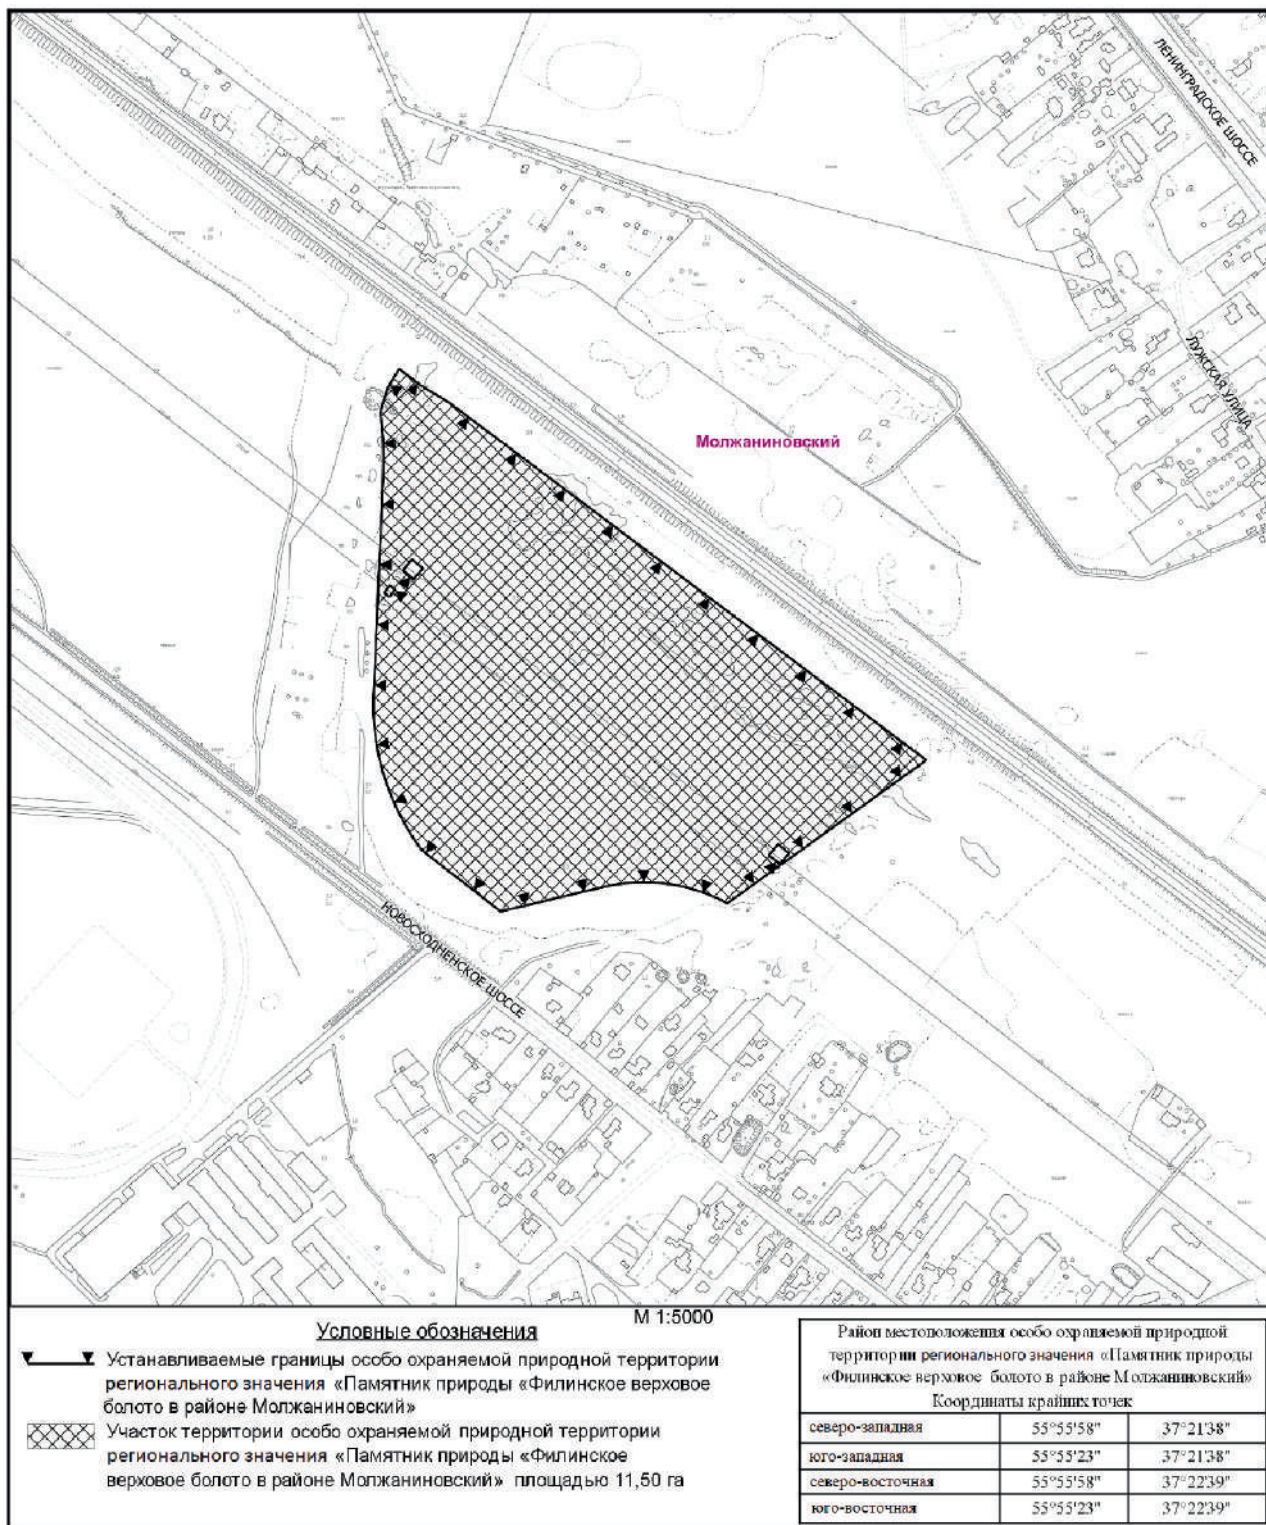 ЛЕНИНГРАДСКОЕ ШОССЕ
ЛУЖСКАЯ УЛИЦА
Молжаниновский
НОВОСХОДНЕНСКОЕ ШОССЕ
М 1:5000
Условные обозначения
Устанавливаемые границы особо охраняемой природной территории
регионального значения «Памятник природы «Филинское верховое
болото в районе Молжаниновский»
Участок территории особо охраняемой природной территории
регионального значения «Памятник природы «Филинское
верховое болото в районе Молжаниновский» площадью 11,50 га
Район местоположения особо охраняемой природной
территории регионального значения «Памятник природы
«Филинское верховое болото в районе Молжаниновский»
Координаты крайних точек
северо-западная 55°55'58" 37°21'38"
юго-западная 55°55'23" 37°21'38"
северо-восточная 55°55'58" 37°22'39"
юго-восточная 55°55'23" 37°22'39"